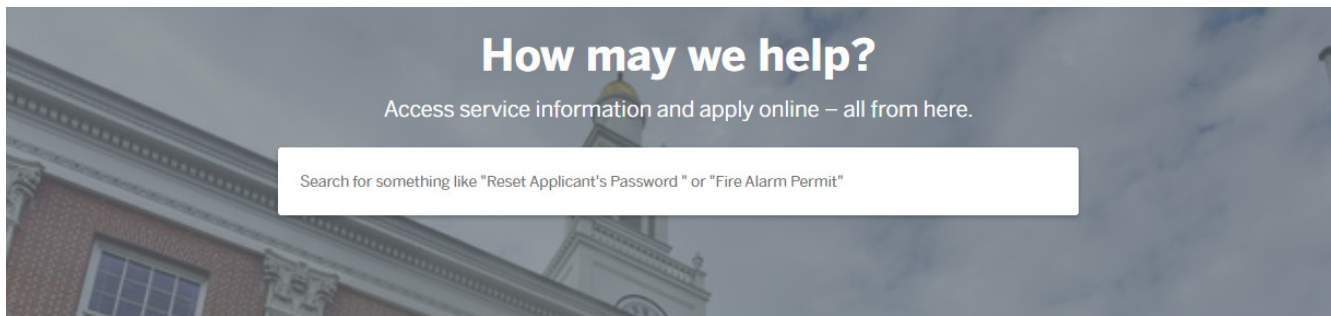 How may we help?
Access service information and apply online – all from here.
Search for something like "Reset Applicant's Password " or "Fire Alarm Permit"